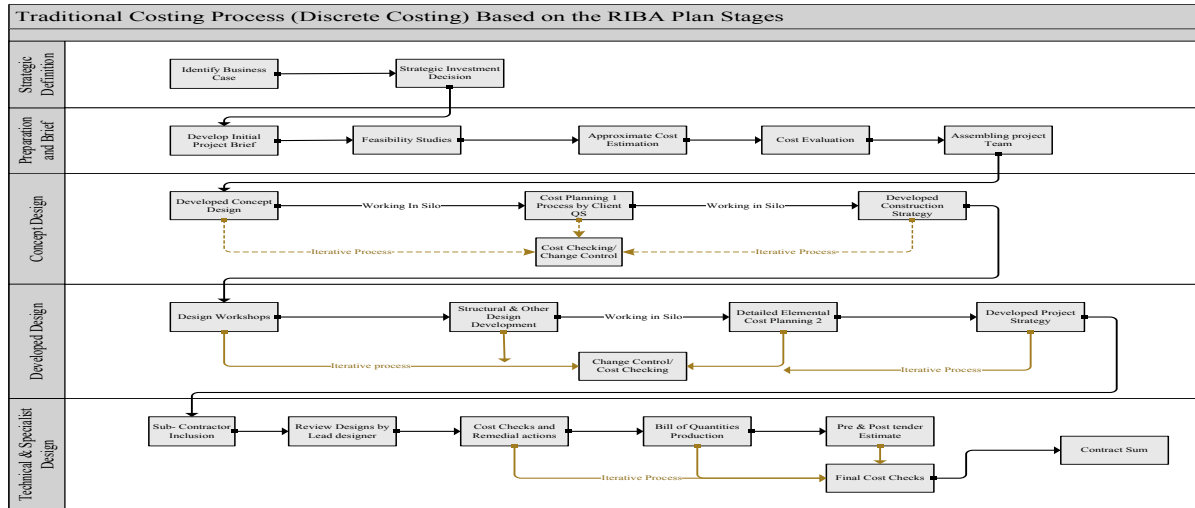 Traditional Costing Process (Discrete Costing) Based on the RIBA Plan Stages
Strategic
Definition
Identify Business
Case
Strategic Investment
Decision
Preparation
and Brief
Develop Initial
Project Brief
Feasibility Studies
Approximate Cost
Estimation
Cost Evaluation
Assembling project
Team
Concept Design
Developed Concept
Design
Working In Silo
Cost Planning 1
Process by Client
QS
Working in Silo
Developed
Construction
Strategy
Iterative Process
Cost Checking/
Change Control
Iterative Process
Developed Design
Design Workshops
Structural & Other
Design
Development
Working in Silo
Detailed Elemental
Cost Planning 2
Developed Project
Strategy
Iterative process
Change Control/
Cost Checking
Iterative Process
Technical & Specialist
Design
Sub- Contractor
Inclusion
Review Designs by
Lead designer
Cost Checks and
Remedial actions
Bill of Quantities
Production
Pre & Post tender
Estimate
Contract Sum
Iterative Process
Final Cost Checks